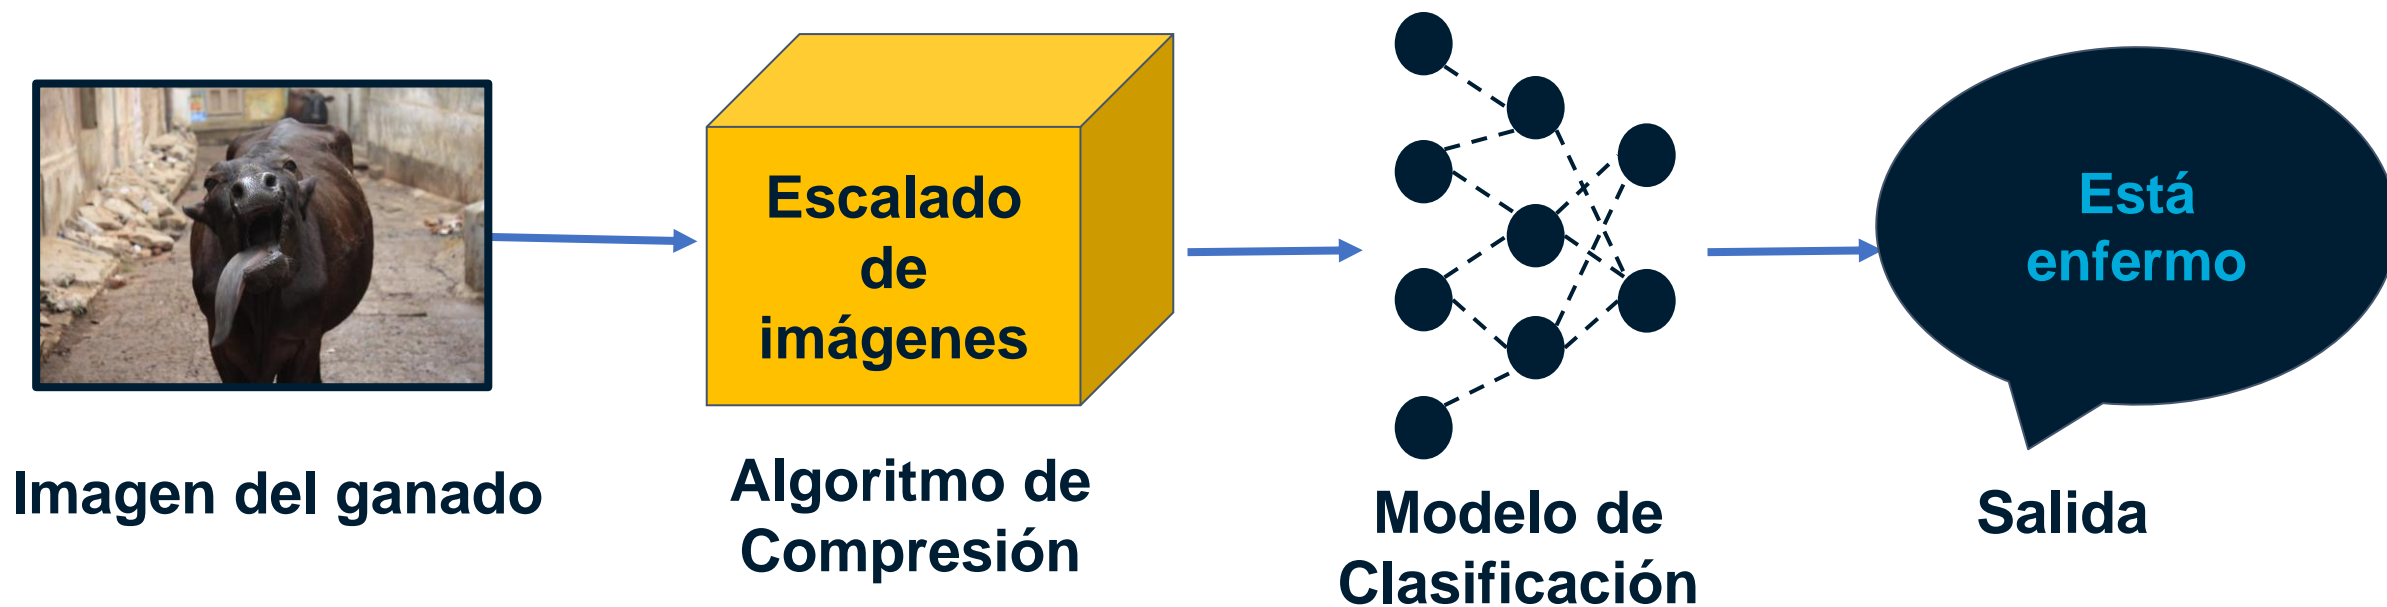 Escalado
de
imágenes
Está
enfermo
Imagen del ganado
Algoritmo de
Compresión
Modelo de
Clasificación
Salida